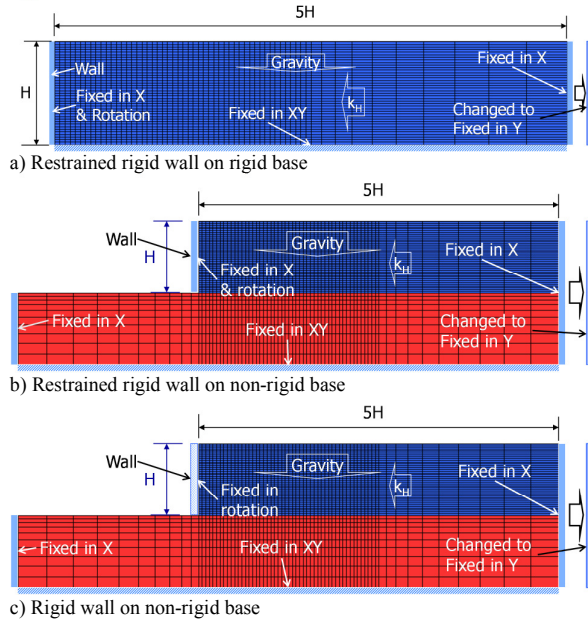 5H
Gravity
Fixed in X
H
Wall
Fixed in X
& Rotation
kH
Fixed in XY
Changed to
Fixed in Y
a) Restrained rigid wall on rigid base
5H
Wall
H
Gravity
kH
Fixed in X
Fixed in X
& rotation
Fixed in X
Fixed in XY
Changed to
Fixed in Y
b) Restrained rigid wall on non-rigid base
5H
Wall
H
Gravity
kH
Fixed in X
Fixed in
rotation
Fixed in X
Fixed in XY
Changed to
Fixed in Y
c) Rigid wall on non-rigid base